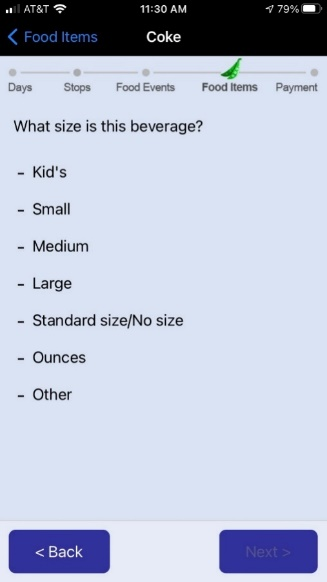 AT&T 11:30 AM 79%
< Food Items Coke
Days Stops Food Events Food Items Payment
What size is this beverage?
- Kid's
- Small
- Medium
- Large
- Standard size/No size
- Ounces
- Other
< Back Next >